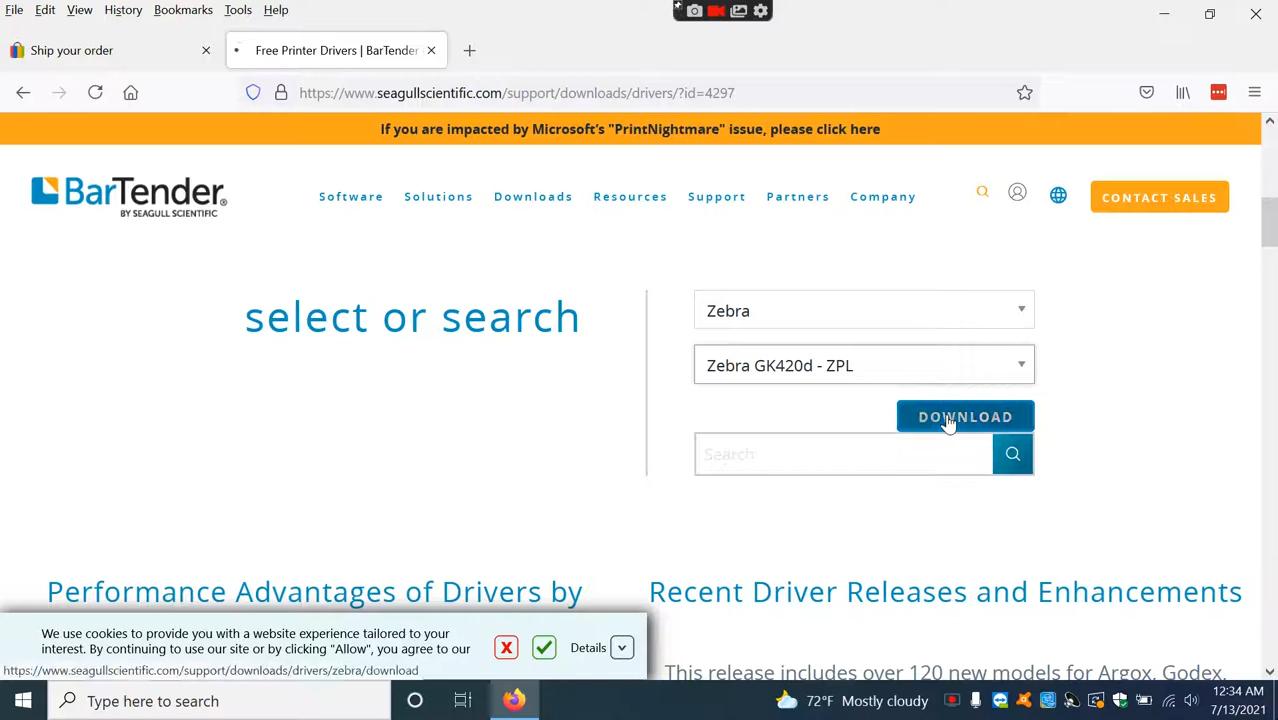 File Edit View History Bookmarks Tools Help
Ship your order
Free Printer Drivers | BarTender
https://www.seagullscientific.com/support/downloads/drivers/?id=4297
If you are impacted by Microsoft's "PrintNightmare" issue, please click here
BarTender
BY SEAGULL SCIENTIFIC
Software Solutions Downloads Resources Support Partners Company
CONTACT SALES
select or search
Zebra
Zebra GK420d - ZPL
DOWNLOAD
Search
Performance Advantages of Drivers by
Recent Driver Releases and Enhancements
We use cookies to provide you with a website experience tailored to your
interest. By continuing to use our site or by clicking "Allow", you agree to our
X
Details
https://www.seagullscientific.com/support/downloads/drivers/zebra/download
This release includes over 120 new models for Argox, Godex,
Type here to search
72°F Mostly cloudy
12:34 AM
7/13/2021